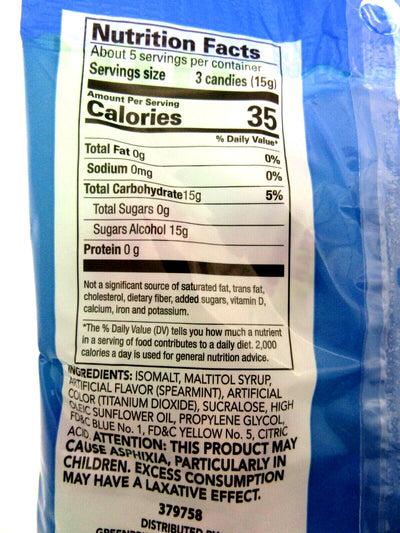 Nutrition Facts
About 5 servings per container
Servings size 3 candies (15g)
Amount Per Serving
Calories 35
% Daily Value*
Total Fat 0g 0%
Sodium 0mg 0%
Total Carbohydrate 15g 5%
Total Sugars 0g
Sugars Alcohol 15g
Protein 0 g
Not a significant source of saturated fat, trans fat,
cholesterol, dietary fiber, added sugars, vitamin D,
calcium, iron and potassium.
*The % Daily Value (DV) tells you how much a nutrient
in a serving of food contributes to a daily diet. 2,000
calories a day is used for general nutrition advice.
INGREDIENTS: ISOMALT, MALTITOL SYRUP,
ARTIFICIAL FLAVOR (SPEARMINT), ARTIFICIAL
COLOR (TITANIUM DIOXIDE), SUCRALOSE, HIGH
OLEIC SUNFLOWER OIL, PROPYLENE GLYCOL,
FD&C BLUE No. 1, FD&C YELLOW No. 5, CITRIC
ACID. ATTENTION: THIS PRODUCT MAY
CAUSE ASPHIXIA, PARTICULARLY IN
CHILDREN. EXCESS CONSUMPTION
MAY HAVE A LAXATIVE EFFECT.
379758
DISTRIBUTED